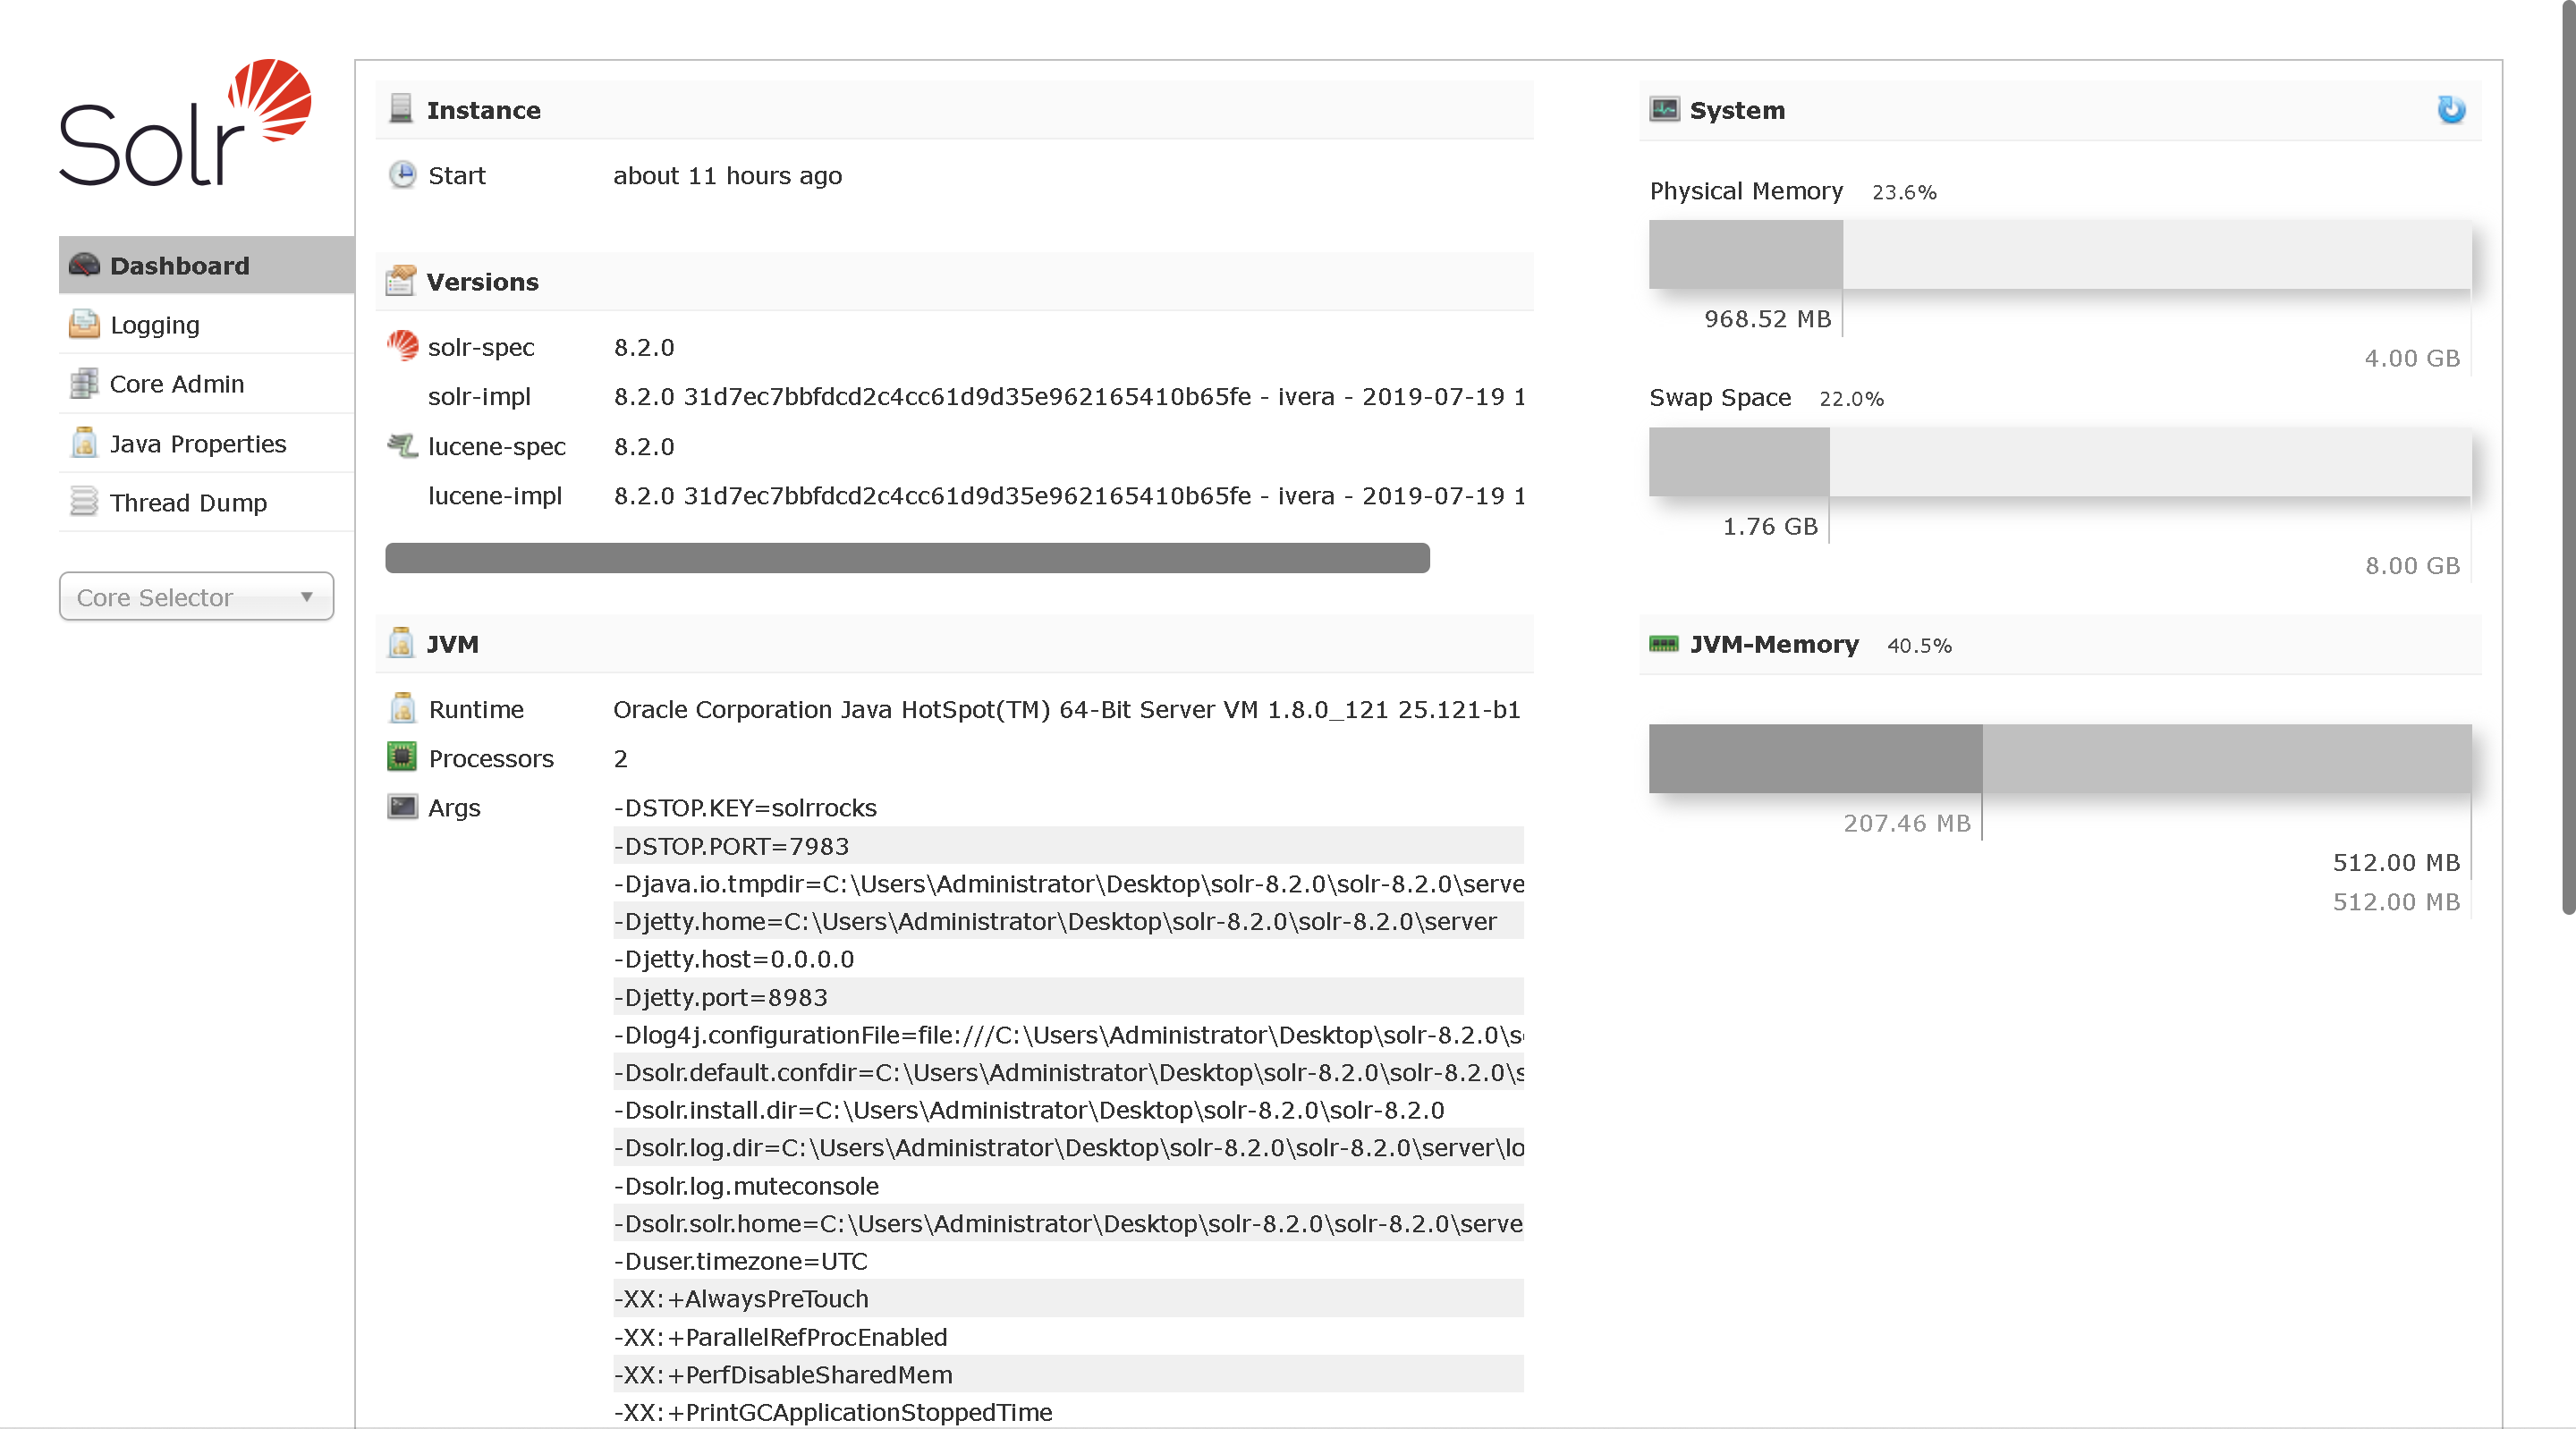 Solr
Dashboard
Logging
Core Admin
Java Properties
Thread Dump
Core Selector
Instance
Start about 11 hours ago
Versions
solr-spec 8.2.0
solr-impl 8.2.0 31d7ec7bbfdcd2c4cc61d9d35e962165410b65fe - ivera - 2019-07-19 1
lucene-spec 8.2.0
lucene-impl 8.2.0 31d7ec7bbfdcd2c4cc61d9d35e962165410b65fe - ivera - 2019-07-19 1
JVM
Runtime Oracle Corporation Java HotSpot(TM) 64-Bit Server VM 1.8.0_121 25.121-b1
Processors 2
Args -DSTOP.KEY=solrrocks
-DSTOP.PORT=7983
-Djava.io.tmpdir=C:\Users\Administrator\Desktop\solr-8.2.0\solr-8.2.0\serve
-Djetty.home=C:\Users\Administrator\Desktop\solr-8.2.0\solr-8.2.0\server
-Djetty.host=0.0.0.0
-Djetty.port=8983
-Dlog4j.configurationFile=file:///C:\Users\Administrator\Desktop\solr-8.2.0\s
-Dsolr.default.confdir=C:\Users\Administrator\Desktop\solr-8.2.0\solr-8.2.0\s
-Dsolr.install.dir=C:\Users\Administrator\Desktop\solr-8.2.0\solr-8.2.0
-Dsolr.log.dir=C:\Users\Administrator\Desktop\solr-8.2.0\solr-8.2.0\server\lo
-Dsolr.log.muteconsole
-Dsolr.solr.home=C:\Users\Administrator\Desktop\solr-8.2.0\solr-8.2.0\serve
-Duser.timezone=UTC
-XX:+AlwaysPreTouch
-XX:+ParallelRefProcEnabled
-XX:+PerfDisableSharedMem
-XX:+PrintGCApplicationStoppedTime
System
Physical Memory 23.6%
968.52 MB
4.00 GB
Swap Space 22.0%
1.76 GB
8.00 GB
JVM-Memory 40.5%
207.46 MB
512.00 MB
512.00 MB